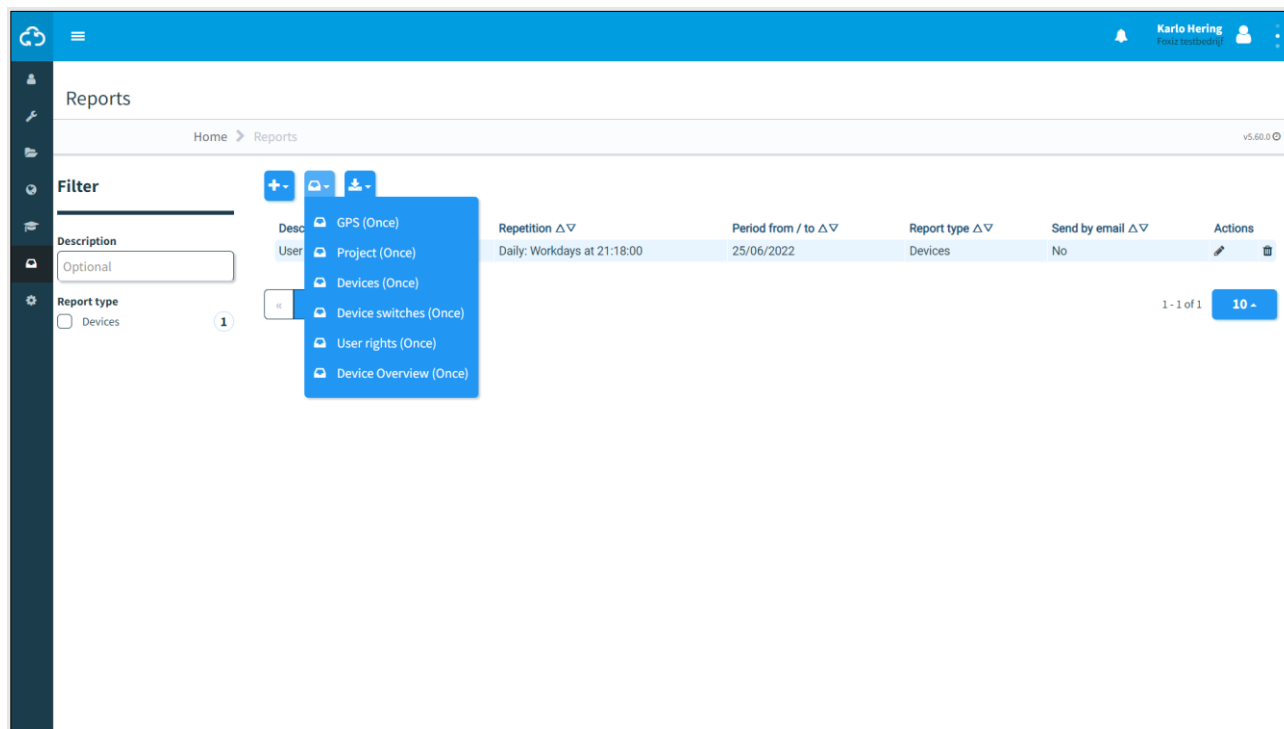 Karlo Hering
Foxiz testbedrijf
Reports
Home Reports
v5.60.0
Filter
Description
Optional
Report type
Devices 1
GPS (Once)
Project (Once)
Devices (Once)
Device switches (Once)
User rights (Once)
Device Overview (Once)
Desc Repetition △▽ Period from / to △▽ Report type △▽ Send by email △▽ Actions
User Daily: Workdays at 21:18:00 25/06/2022 Devices No
« 1 - 1 of 1 10